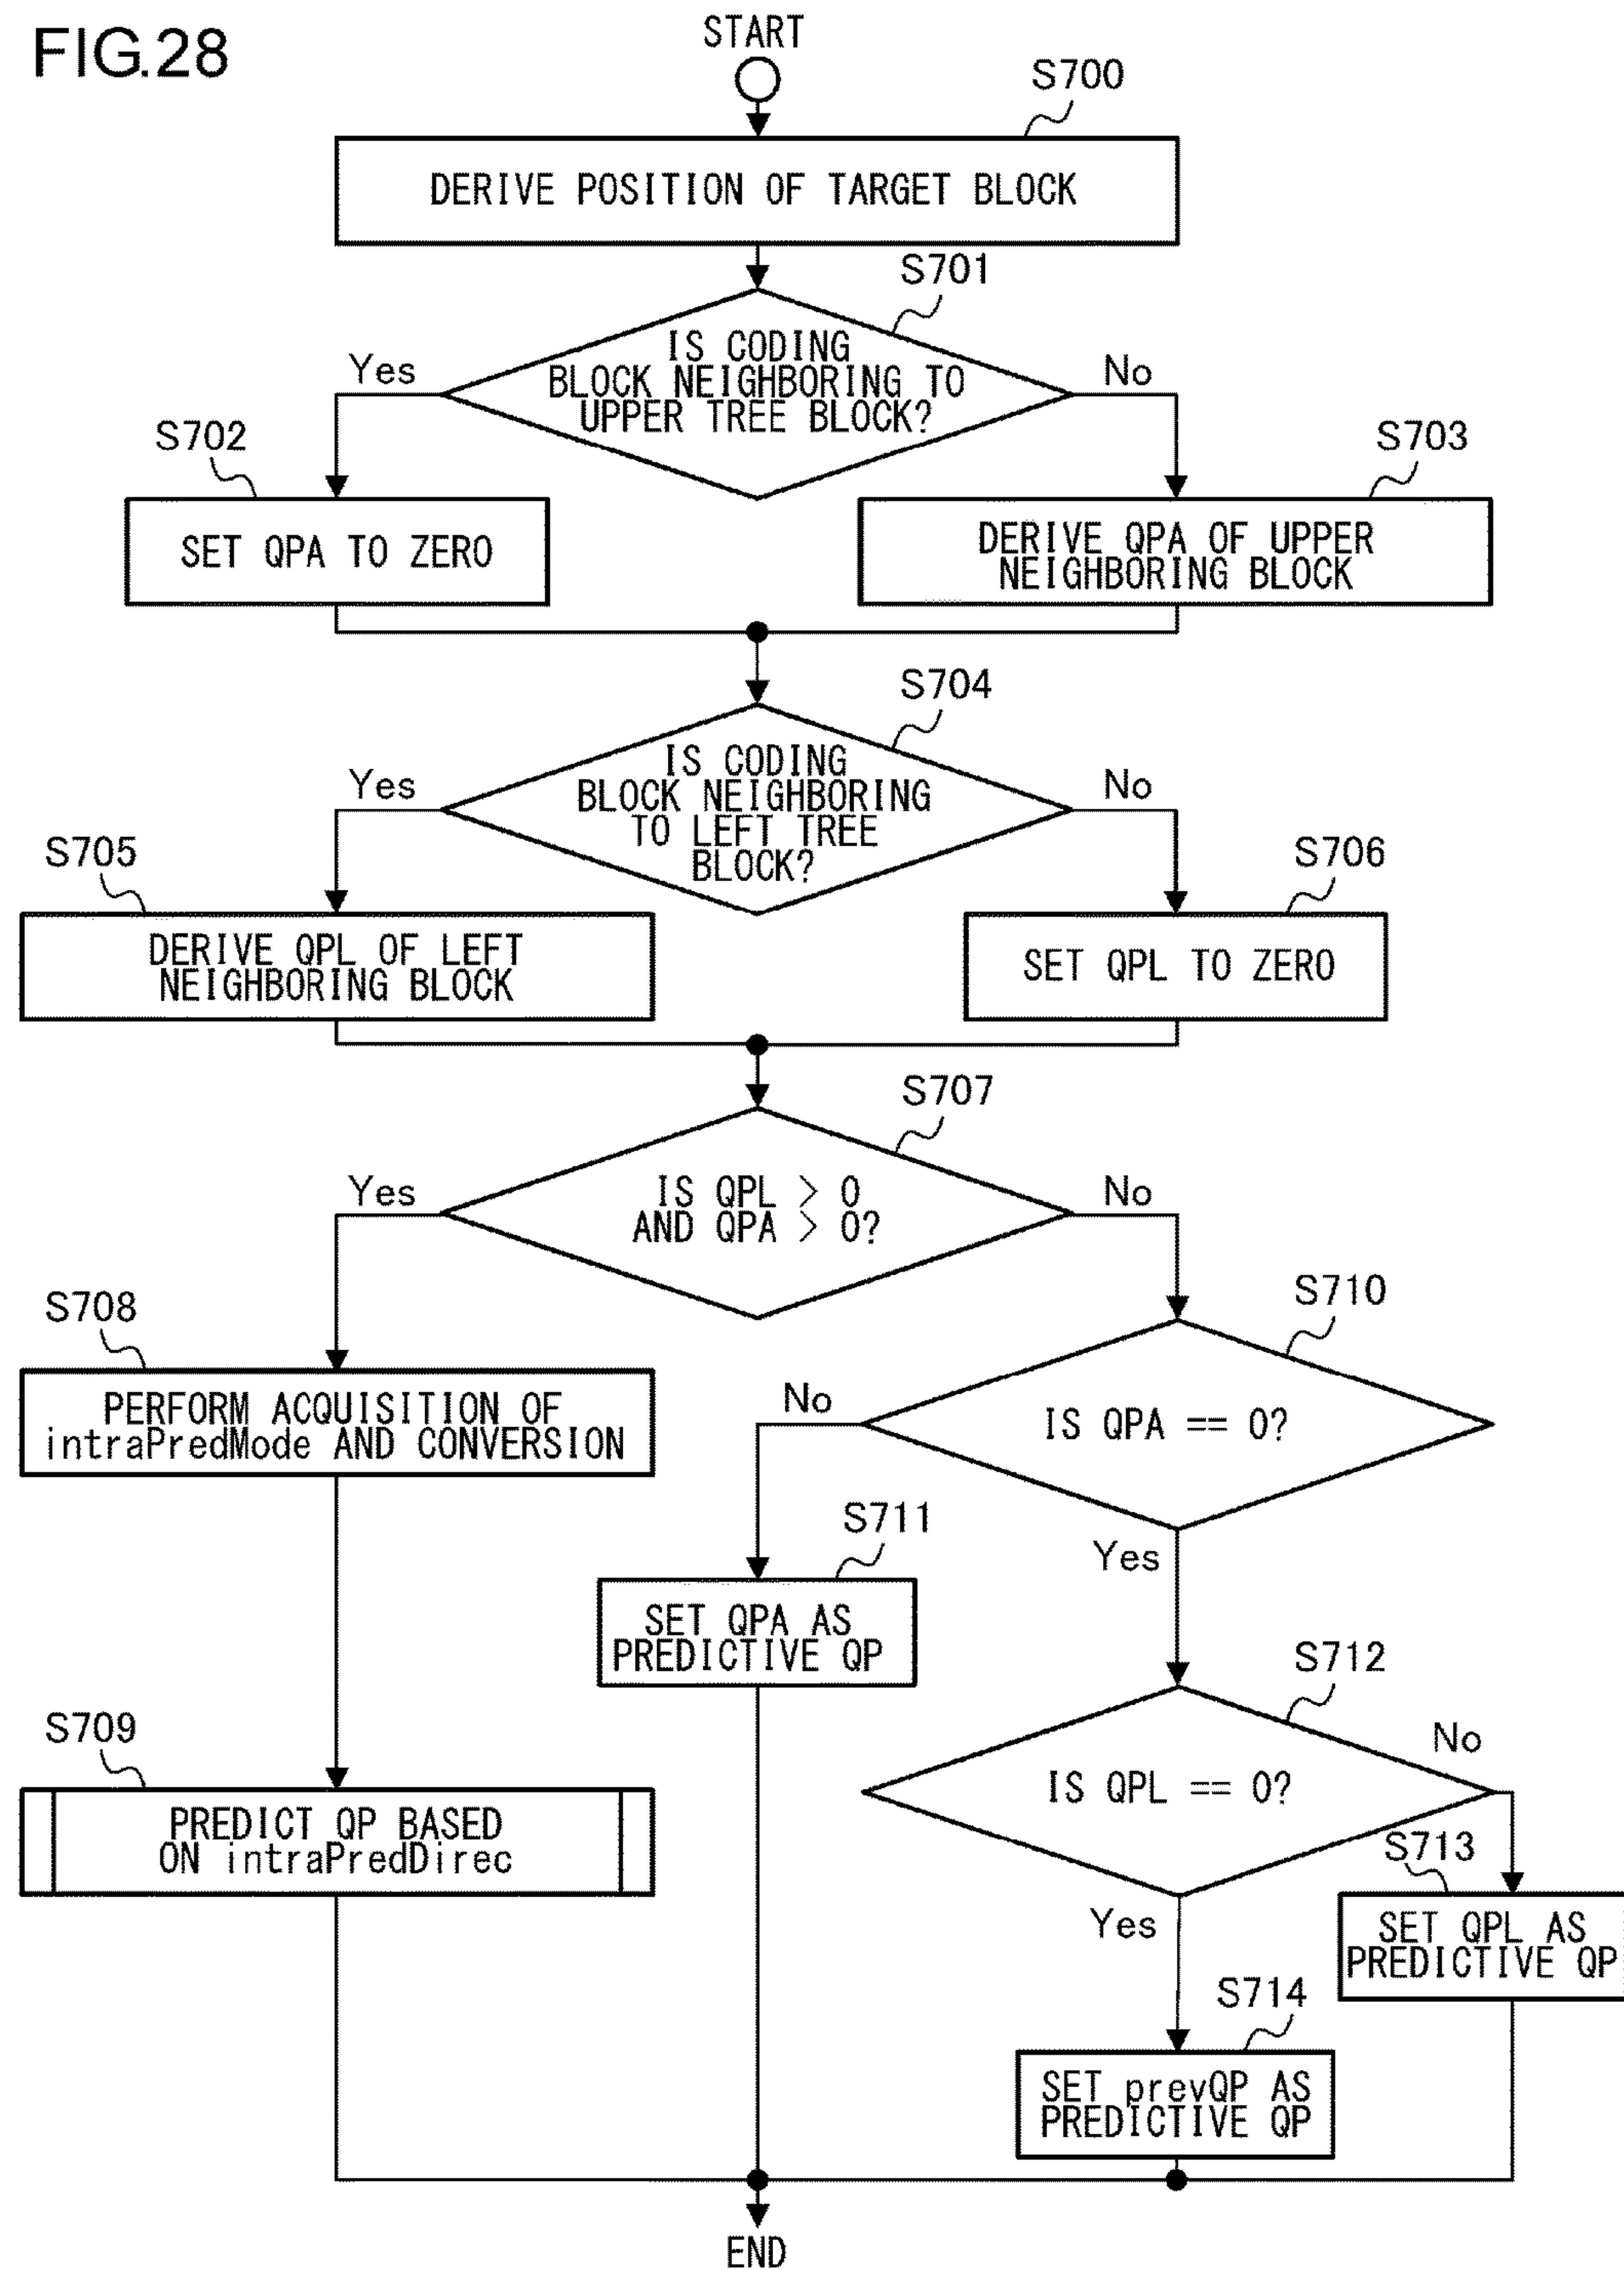 FIG.28
START
S700
DERIVE POSITION OF TARGET BLOCK
S701
IS CODING
BLOCK NEIGHBORING TO
UPPER TREE BLOCK?
Yes
No
S702
SET QPA TO ZERO
S703
DERIVE QPA OF UPPER
NEIGHBORING BLOCK
S704
IS CODING
BLOCK NEIGHBORING
TO LEFT TREE
BLOCK?
Yes
No
S705
DERIVE QPL OF LEFT
NEIGHBORING BLOCK
S706
SET QPL TO ZERO
S707
IS QPL > 0
AND QPA > 0?
Yes
No
S708
PERFORM ACQUISITION OF
intraPredMode AND CONVERSION
S710
IS QPA == 0?
No
Yes
S711
SET QPA AS
PREDICTIVE QP
S712
IS QPL == 0?
No
Yes
S709
PREDICT QP BASED
ON intraPredDirec
S713
SET QPL AS
PREDICTIVE QP
S714
SET prevQP AS
PREDICTIVE QP
END